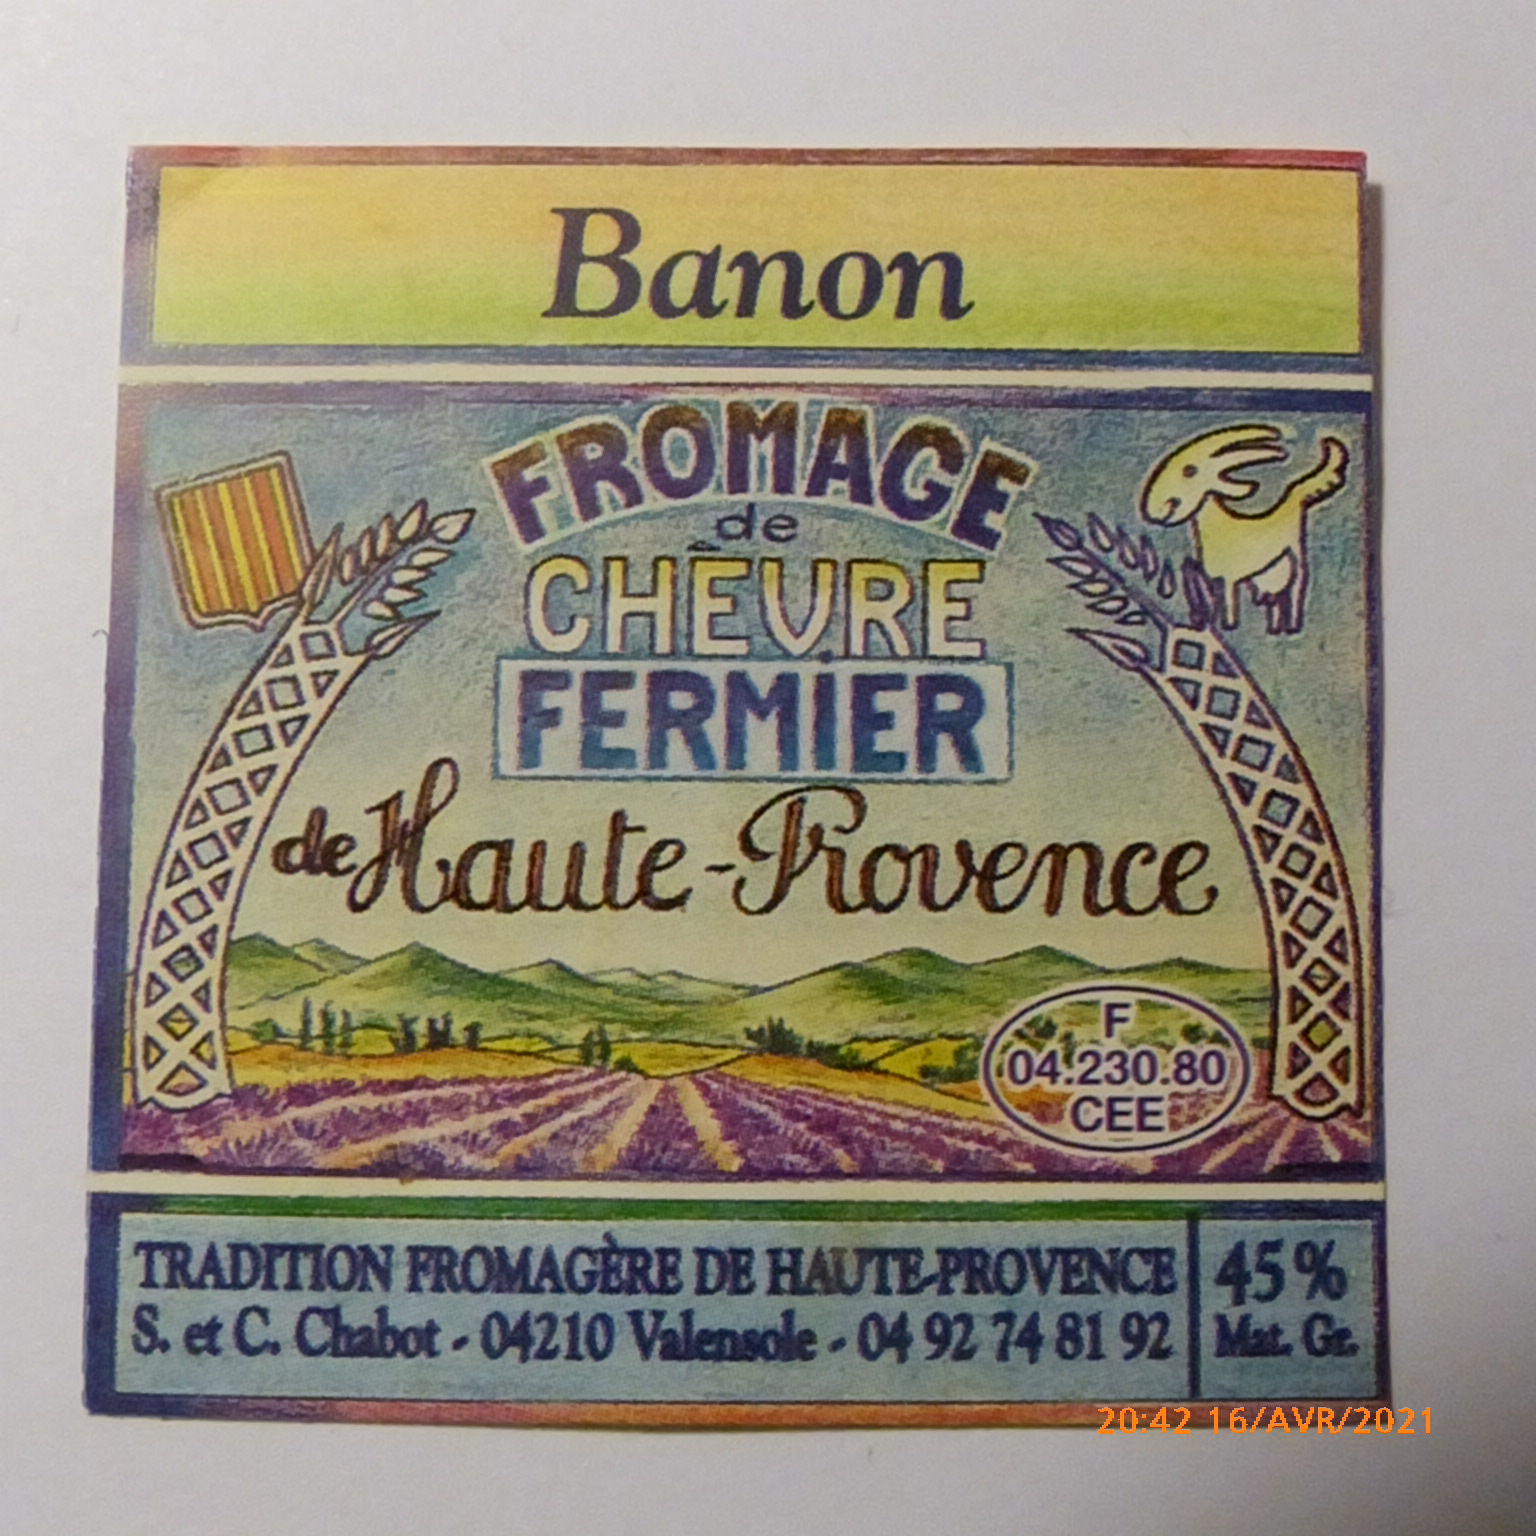 Banon
FROMAGE
de
CHÈVRE
FERMIER
de Haute-Provence
F
04.230.80
CEE
TRADITION FROMAGÈRE DE HAUTE-PROVENCE
S. et C. Chabot - 04210 Valensole - 04 92 74 81 92
45 %
Mat. Gr.
20:42 16/AVR/2021